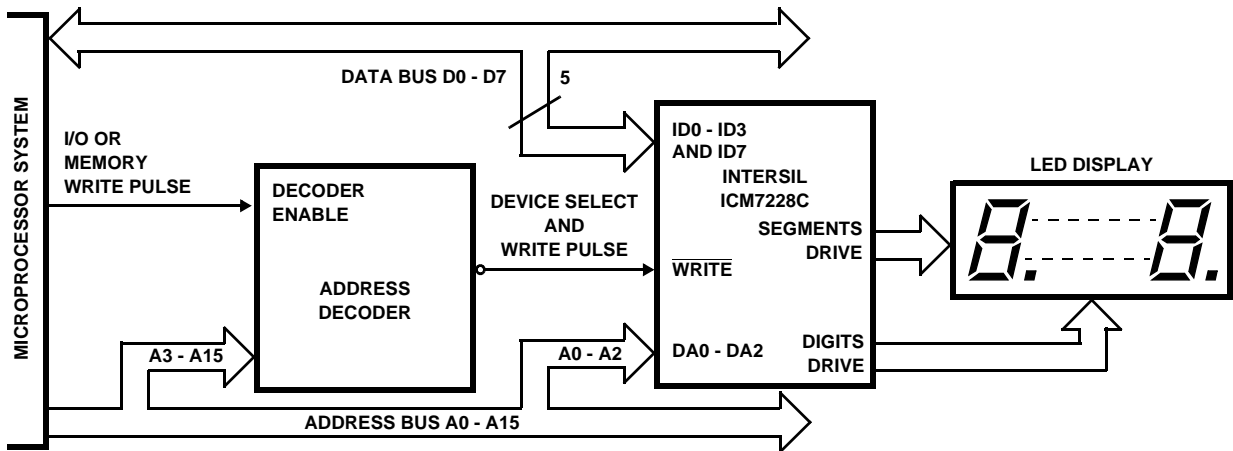 MICROPROCESSOR SYSTEM
DATA BUS D0 - D7
5
I/O OR
MEMORY
WRITE PULSE
DECODER
ENABLE
ADDRESS
DECODER
DEVICE SELECT
AND
WRITE PULSE
ID0 - ID3
AND ID7
INTERSIL
ICM7228C
SEGMENTS
DRIVE
WRITE
DA0 - DA2
DIGITS
DRIVE
LED DISPLAY
8. 8.
A3 - A15
A0 - A2
ADDRESS BUS A0 - A15